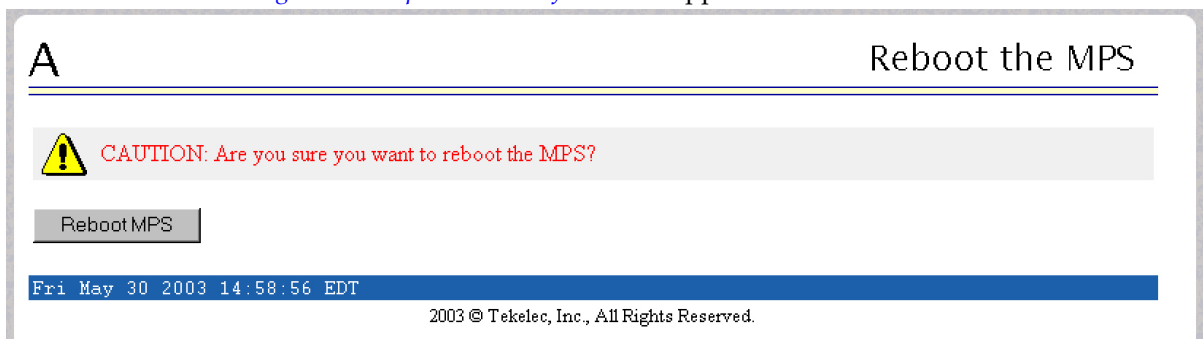 A Reboot the MPS
CAUTION: Are you sure you want to reboot the MPS?
Reboot MPS
Fri May 30 2003 14:58:56 EDT
2003 © Tekelec, Inc., All Rights Reserved.